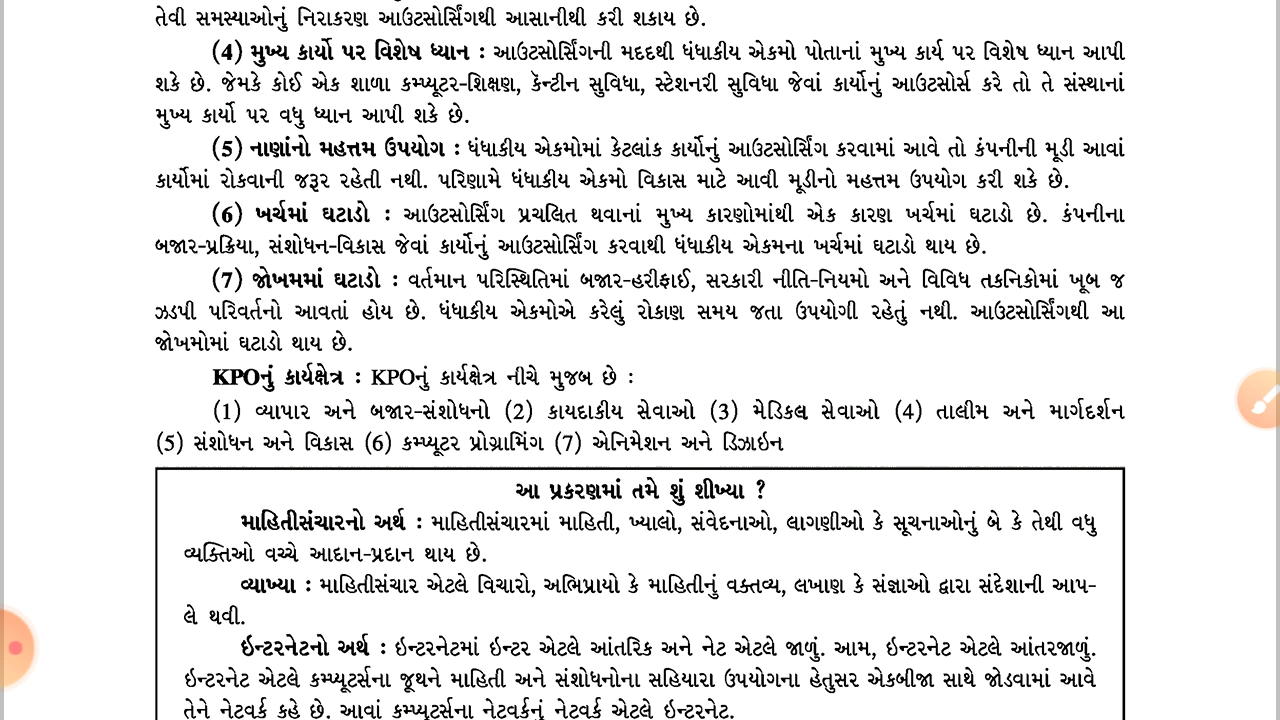 તેવી સમસ્યાઓનું નિરાકરણ આઉટસોર્સિંગથી આસાનીથી કરી શકાય છે.
(4) મુખ્ય કાર્યો પર વિશેષ ધ્યાન : આઉટસોર્સિંગની મદદથી ધંધાકીય એકમો પોતાનાં મુખ્ય કાર્ય પર વિશેષ ધ્યાન આપી
શકે છે. જેમકે કોઈ એક શાળા કમ્પ્યૂટર-શિક્ષણ, કૅન્ટીન સુવિધા, સ્ટેશનરી સુવિધા જેવાં કાર્યોનું આઉટસોર્સ કરે તો તે સંસ્થાનાં
મુખ્ય કાર્યો પર વધુ ધ્યાન આપી શકે છે.
(5) નાણાંનો મહત્તમ ઉપયોગ : ધંધાકીય એકમોમાં કેટલાંક કાર્યોનું આઉટસોર્સિંગ કરવામાં આવે તો કંપનીની મૂડી આવાં
કાર્યોમાં રોકવાની જરૂર રહેતી નથી. પરિણામે ધંધાકીય એકમો વિકાસ માટે આવી મૂડીનો મહત્તમ ઉપયોગ કરી શકે છે.
(6) ખર્ચમાં ઘટાડો : આઉટસોર્સિંગ પ્રચલિત થવાનાં મુખ્ય કારણોમાંથી એક કારણ ખર્ચમાં ઘટાડો છે. કંપનીના
બજાર-પ્રક્રિયા, સંશોધન-વિકાસ જેવાં કાર્યોનું આઉટસોર્સિંગ કરવાથી ધંધાકીય એકમના ખર્ચમાં ઘટાડો થાય છે.
(7) જોખમમાં ઘટાડો : વર્તમાન પરિસ્થિતિમાં બજાર-હરીફાઈ, સરકારી નીતિ-નિયમો અને વિવિધ તકનિકોમાં ખૂબ જ
ઝડપી પરિવર્તનો આવતાં હોય છે. ધંધાકીય એકમોએ કરેલું રોકાણ સમય જતા ઉપયોગી રહેતું નથી. આઉટસોર્સિંગથી આ
જોખમોમાં ઘટાડો થાય છે.
KPOનું કાર્યક્ષેત્ર : KPOનું કાર્યક્ષેત્ર નીચે મુજબ છે :
(1) વ્યાપાર અને બજાર-સંશોધનો (2) કાયદાકીય સેવાઓ (3) મેડિકલ સેવાઓ (4) તાલીમ અને માર્ગદર્શન
(5) સંશોધન અને વિકાસ (6) કમ્પ્યૂટર પ્રોગ્રામિંગ (7) એનિમેશન અને ડિઝાઇન
આ પ્રકરણમાં તમે શું શીખ્યા ?
માહિતીસંચારનો અર્થ : માહિતીસંચારમાં માહિતી, ખ્યાલો, સંવેદનાઓ, લાગણીઓ કે સૂચનાઓનું બે કે તેથી વધુ
વ્યક્તિઓ વચ્ચે આદાન-પ્રદાન થાય છે.
વ્યાખ્યા : માહિતીસંચાર એટલે વિચારો, અભિપ્રાયો કે માહિતીનું વક્તવ્ય, લખાણ કે સંજ્ઞાઓ દ્વારા સંદેશાની આપ-
લે થવી.
ઇન્ટરનેટનો અર્થ : ઇન્ટરનેટમાં ઇન્ટર એટલે આંતરિક અને નેટ એટલે જાળું. આમ, ઇન્ટરનેટ એટલે આંતરજાળું.
ઇન્ટરનેટ એટલે કમ્પ્યૂટર્સના જૂથને માહિતી અને સંશોધનોના સહિયારા ઉપયોગના હેતુસર એકબીજા સાથે જોડવામાં આવે
તેને નેટવર્ક કહે છે. આવાં કમ્પ્યૂટર્સના નેટવર્કનું નેટવર્ક એટલે ઇન્ટરનેટ.